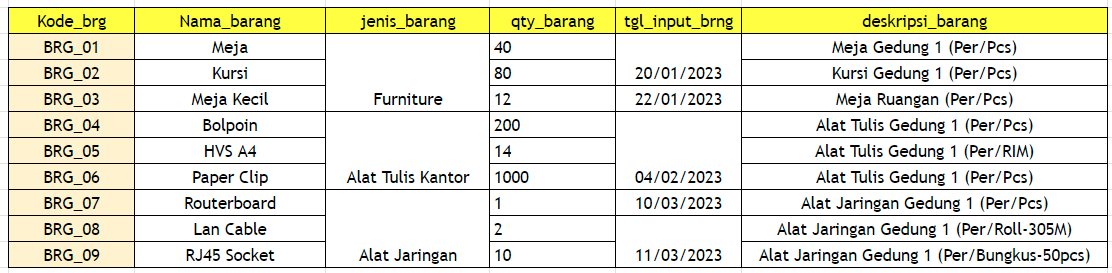 Kode_brg Nama_barang jenis_barang qty_barang tgl_input_brng deskripsi_barang
BRG_01 Meja 40 Meja Gedung 1 (Per/Pcs)
BRG_02 Kursi 80 20/01/2023 Kursi Gedung 1 (Per/Pcs)
BRG_03 Meja Kecil Furniture 12 22/01/2023 Meja Ruangan (Per/Pcs)
BRG_04 Bolpoin 200 Alat Tulis Gedung 1 (Per/Pcs)
BRG_05 HVS A4 14 Alat Tulis Gedung 1 (Per/RIM)
BRG_06 Paper Clip Alat Tulis Kantor 1000 04/02/2023 Alat Tulis Gedung 1 (Per/Pcs)
BRG_07 Routerboard 1 10/03/2023 Alat Jaringan Gedung 1 (Per/Pcs)
BRG_08 Lan Cable 2 Alat Jaringan Gedung 1 (Per/Roll-305M)
BRG_09 RJ45 Socket Alat Jaringan 10 11/03/2023 Alat Jaringan Gedung 1 (Per/Bungkus-50pcs)